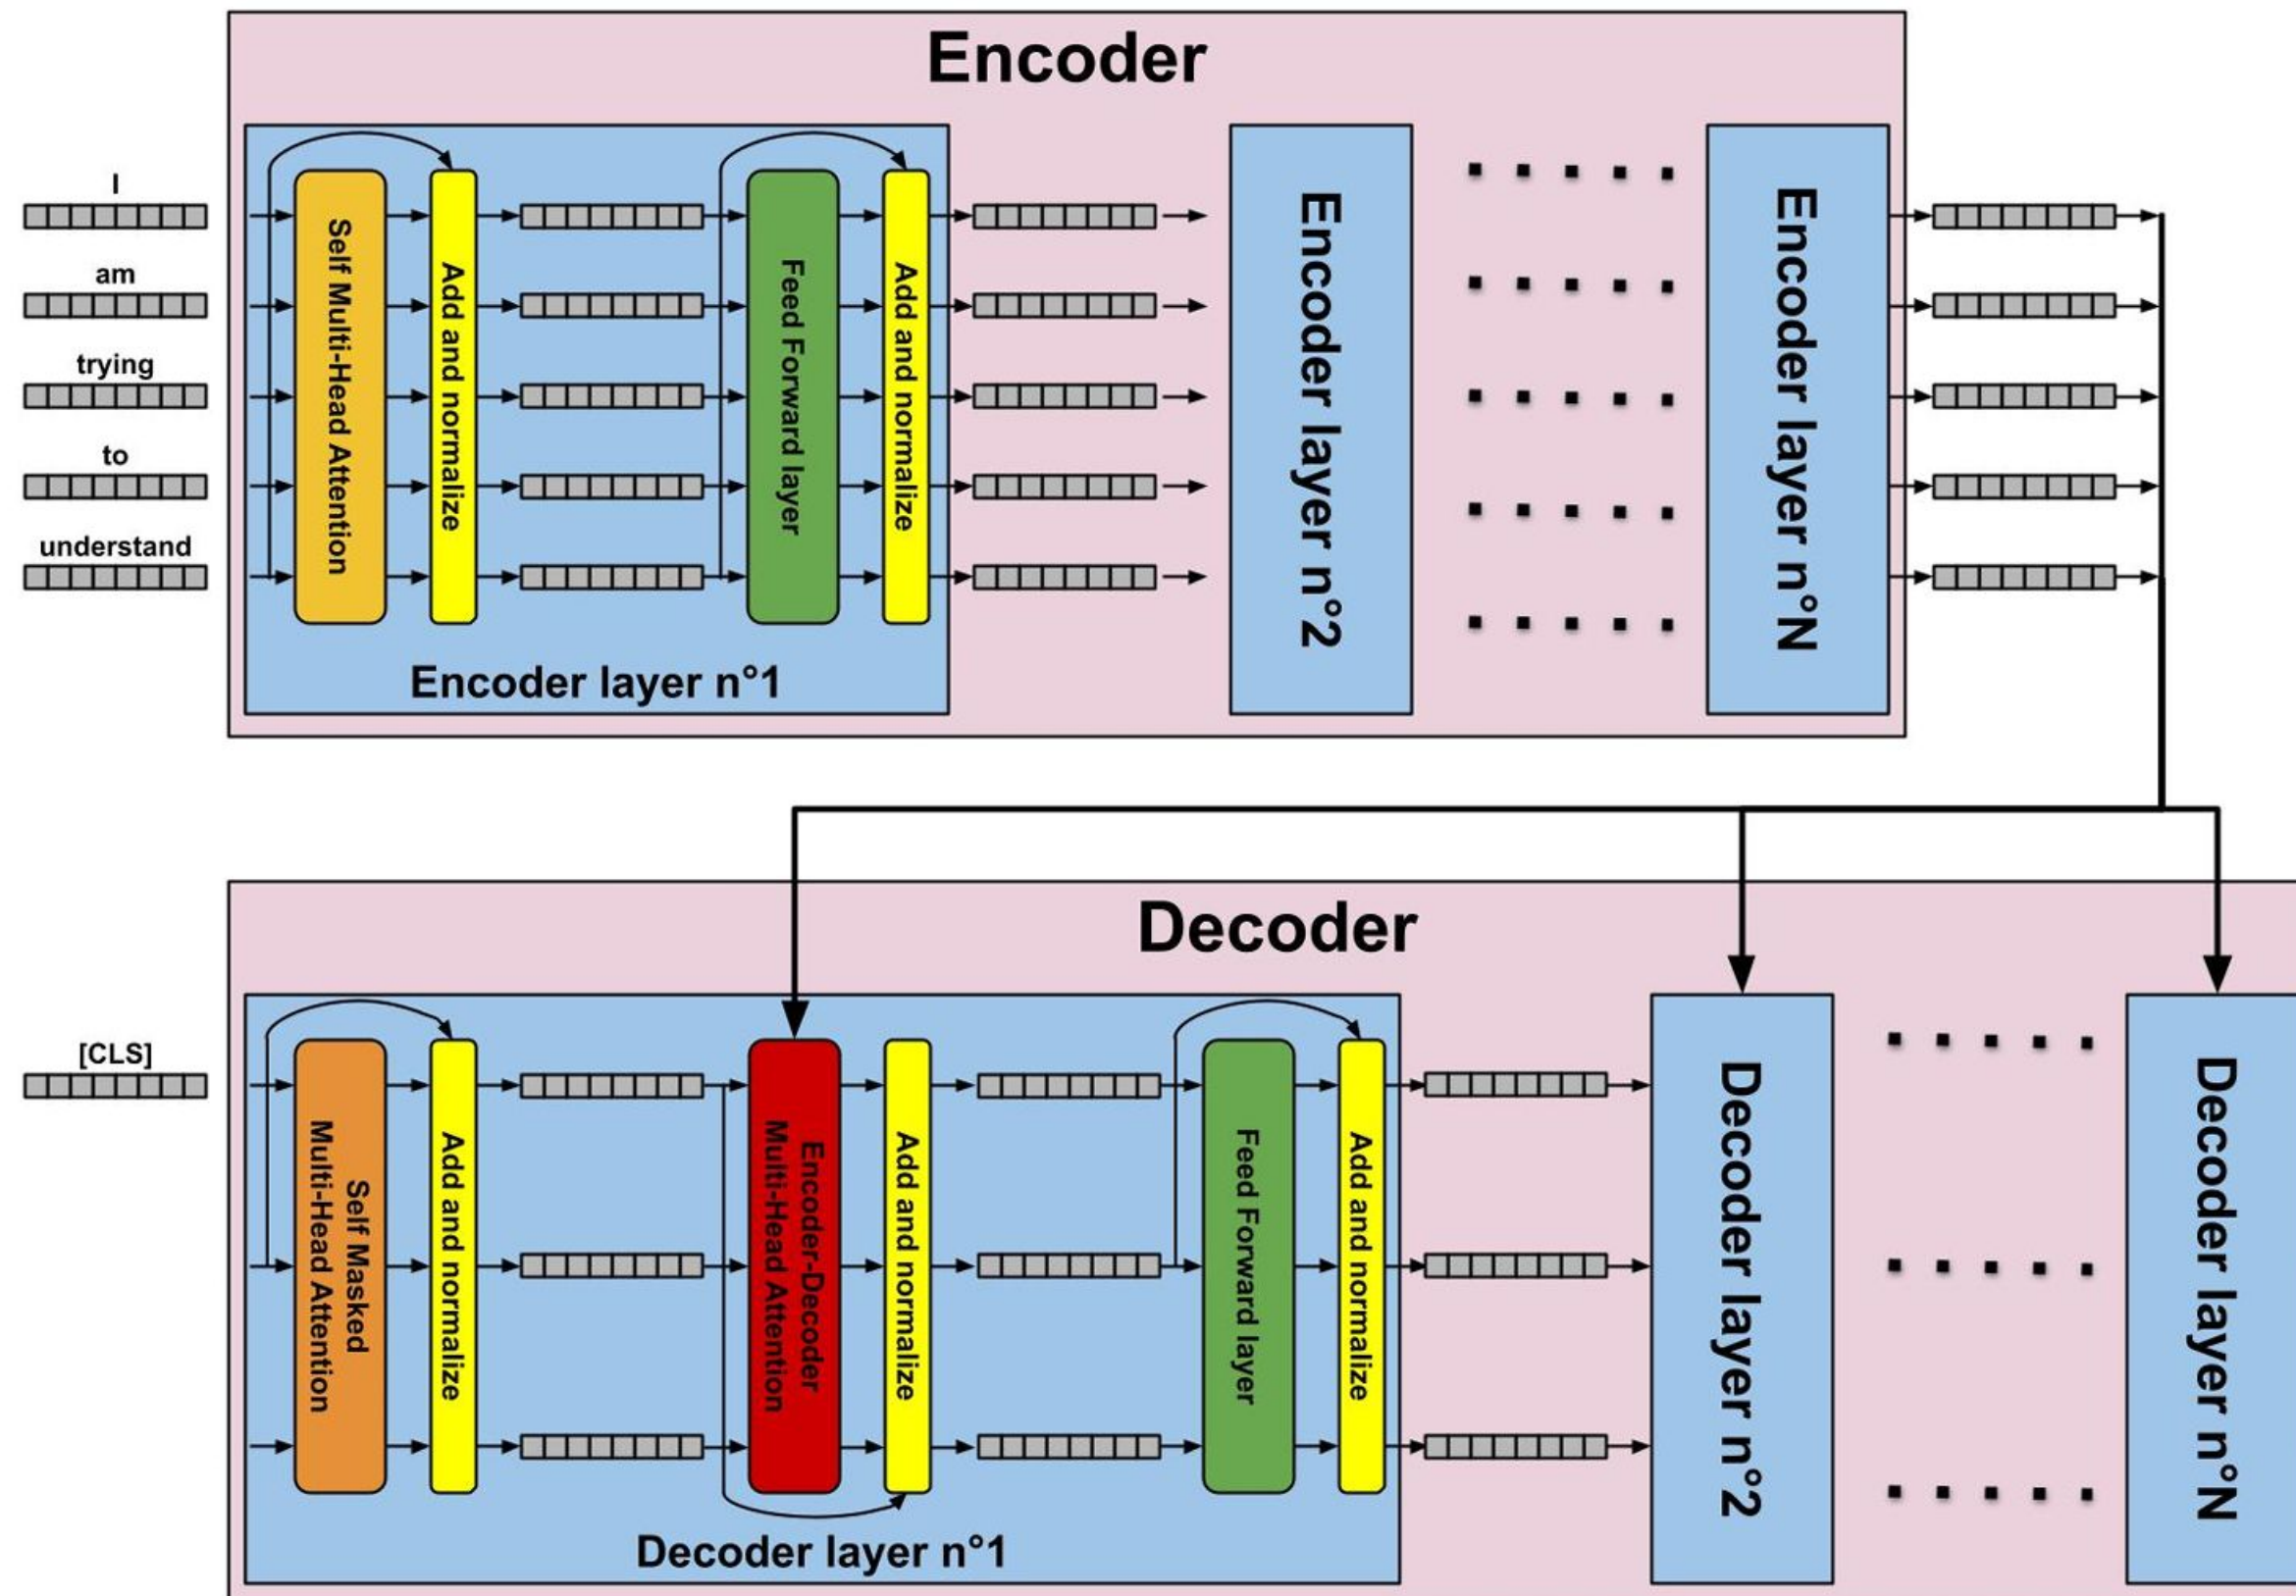 Encoder
I
am
trying
to
understand
Self Multi-Head Attention
Add and normalize
Feed Forward layer
Add and normalize
Encoder layer n°1
Encoder layer n°2
Encoder layer n°N
Decoder
[CLS]
Self Masked
Multi-Head Attention
Add and normalize
Encoder-Decoder
Multi-Head Attention
Add and normalize
Feed Forward layer
Add and normalize
Decoder layer n°1
Decoder layer n°2
Decoder layer n°N